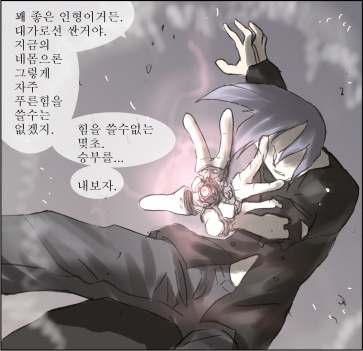 꽤 좋은 인형이거든.
대가로선 싼거야.
지금의
네몸으론
그렇게
자주
푸른힘을
쓸수는
없겠지.
힘을 쓸수없는
몇초.
승부를...
내보자.